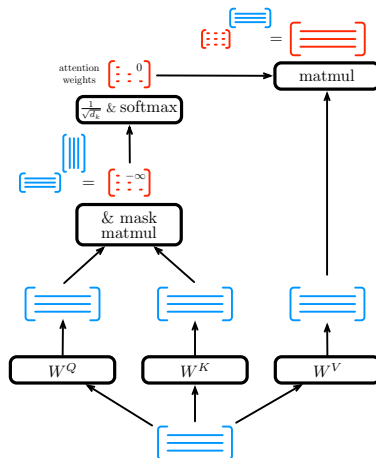 =
attention
weights
0
matmul
1/√d_k & softmax
= −∞
& mask
matmul
W^Q
W^K
W^V